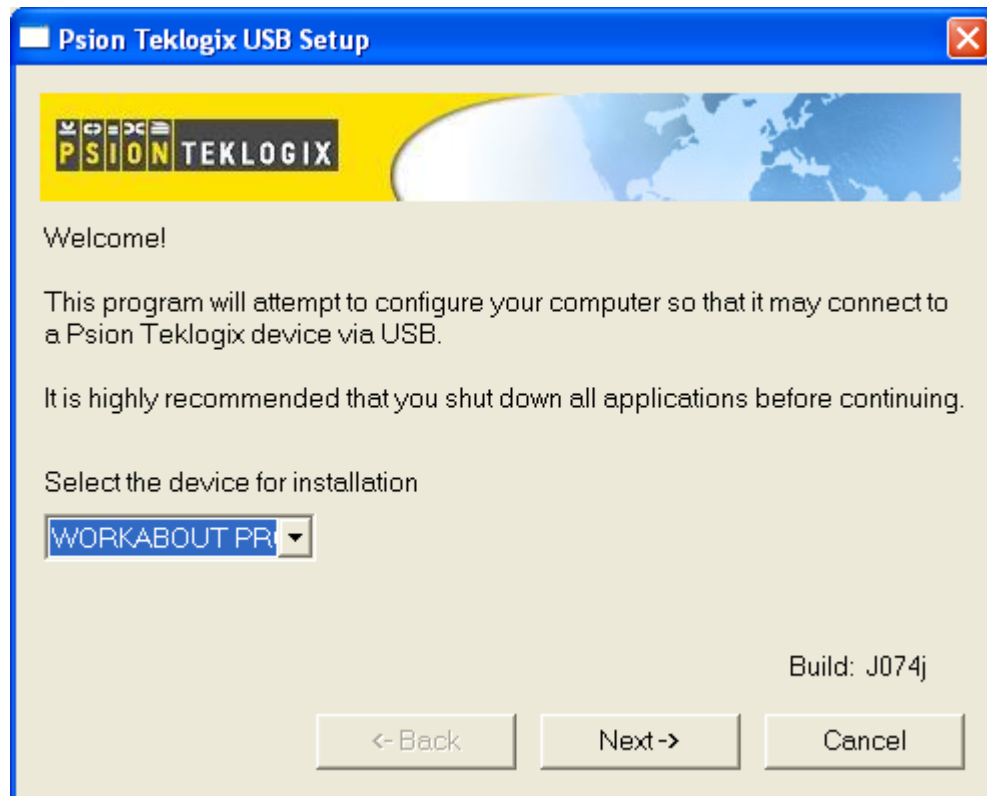 Psion Teklogix USB Setup
PSION TEKLOGIX
Welcome!
This program will attempt to configure your computer so that it may connect to
a Psion Teklogix device via USB.
It is highly recommended that you shut down all applications before continuing.
Select the device for installation
WORKABOUT PR
Build: J074j
<- Back
Next ->
Cancel